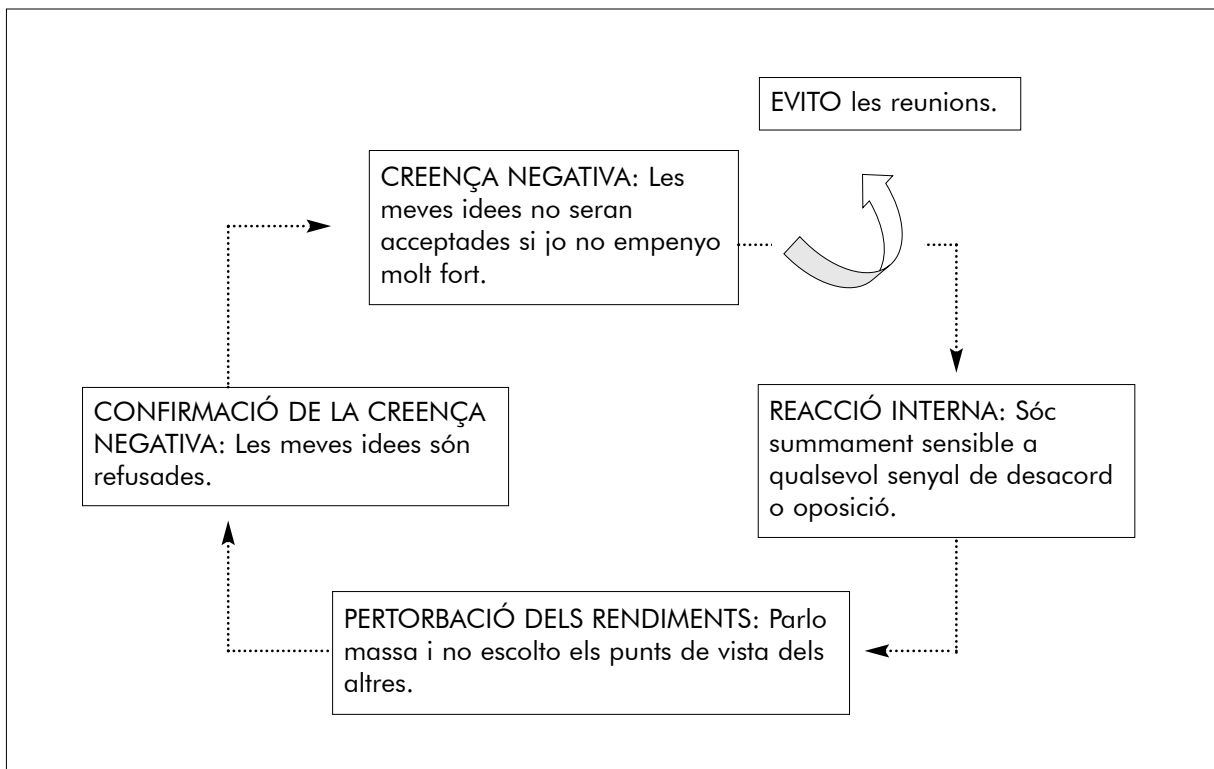 EVITO les reunions.
CREENÇA NEGATIVA: Les
meves idees no seran
acceptades si jo no empenyo
molt fort.
CONFIRMACIÓ DE LA CREENÇA
NEGATIVA: Les meves idees són
refusades.
REACCIÓ INTERNA: Sóc
summament sensible a
qualsevol senyal de desacord
o oposició.
PERTORBACIÓ DELS RENDIMENTS: Parlo
massa i no escolto els punts de vista dels
altres.